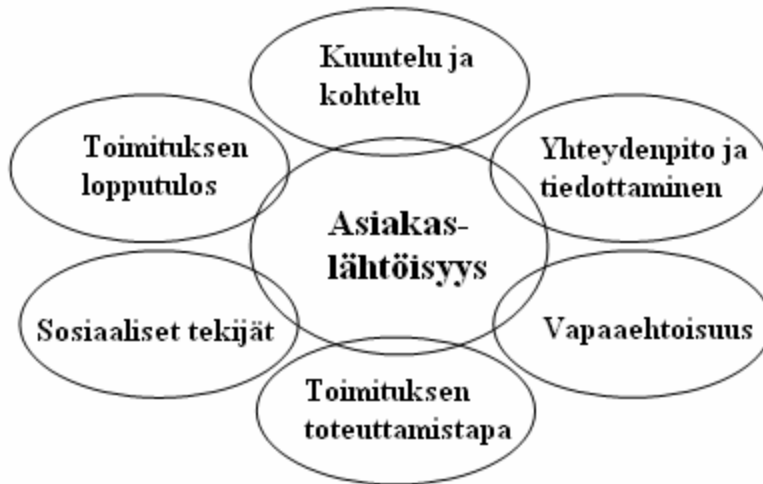 Kuuntelu ja
kohtelu
Toimituksen
lopputulos
Yhteydenpito ja
tiedottaminen
Asiakas-
lähtöisyys
Sosiaaliset tekijät
Vapaaehtoisuus
Toimituksen
toteuttamistapa